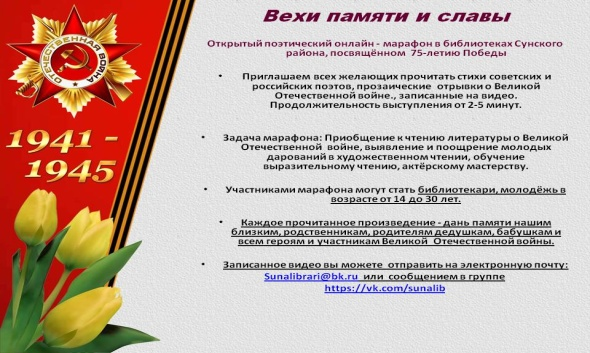 Вехи памяти и славы
Открытый поэтический онлайн - марафон в библиотеках Сунского
района, посвящённом 75-летию Победы
• Приглашаем всех желающих прочитать стихи советских и
российских поэтов, прозаические отрывки о Великой
Отечественной войне., записанные на видео.
Продолжительность выступления от 2-5 минут.
• Задача марафона: Приобщение к чтению литературы о Великой
Отечественной войне, выявление и поощрение молодых
дарований в художественном чтении, обучение
выразительному чтению, актёрскому мастерству.
• Участниками марафона могут стать библиотекари, молодёжь в
возрасте от 14 до 30 лет.
• Каждое прочитанное произведение - дань памяти нашим
близким, родственникам, родителям дедушкам, бабушкам и
всем героям и участникам Великой Отечественной войны.
• Записанное видео вы можете отправить на электронную почту:
Sunalibrari@bk.ru или сообщением в группе
https://vk.com/sunalib
ОТЕЧЕСТВЕННАЯ ВОЙНА
1941 -
1945